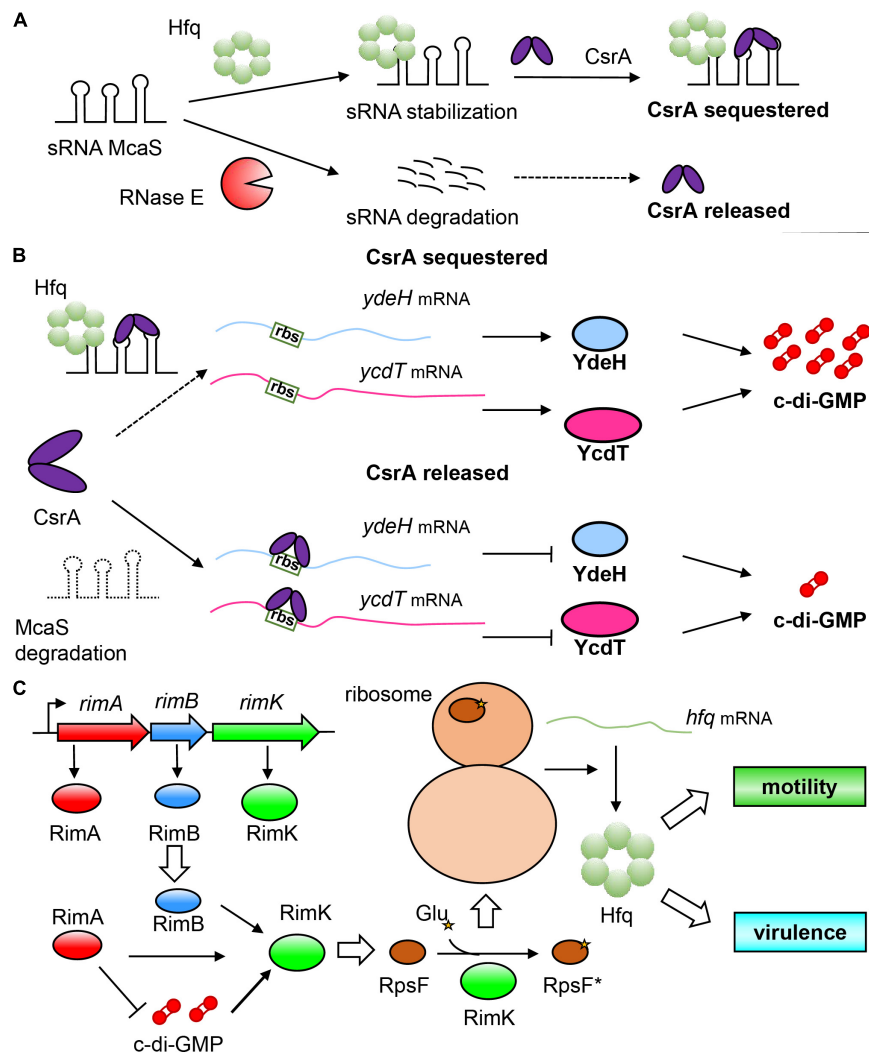 A
Hfq
sRNA McaS
RNase E
sRNA stabilization
CsrA
CsrA sequestered
sRNA degradation
CsrA released
B
CsrA sequestered
Hfq
ydeH mRNA
rbs
YdeH
ycdT mRNA
rbs
YcdT
c-di-GMP
CsrA
CsrA released
ydeH mRNA
rbs
YdeH
ycdT mRNA
rbs
YcdT
c-di-GMP
McaS
degradation
C
rimA
rimB
rimK
RimA
RimB
RimK
RimB
RimA
RimK
c-di-GMP
ribosome
hfq mRNA
Glu
RpsF
RimK
RpsF*
Hfq
motility
virulence